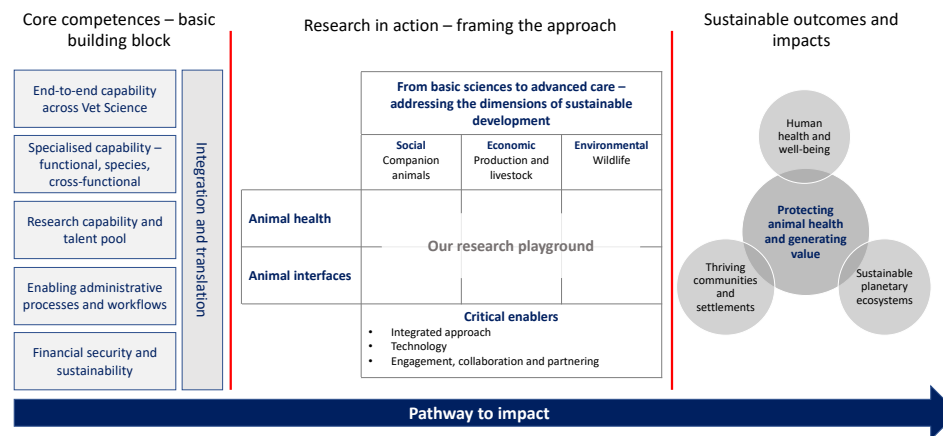 Core competences – basic
building block
Research in action – framing the approach
Sustainable outcomes and
impacts
End-to-end capability
across Vet Science
Specialised capability –
functional, species,
cross-functional
Research capability and
talent pool
Enabling administrative
processes and workflows
Financial security and
sustainability
Integration and translation
From basic sciences to advanced care –
addressing the dimensions of sustainable
development
Social
Companion
animals
Economic
Production and
livestock
Environmental
Wildlife
Animal health
Animal interfaces
Our research playground
Critical enablers
• Integrated approach
• Technology
• Engagement, collaboration and partnering
Human
health and
well-being
Protecting
animal health
and generating
value
Thriving
communities
and
settlements
Sustainable
planetary
ecosystems
Pathway to impact